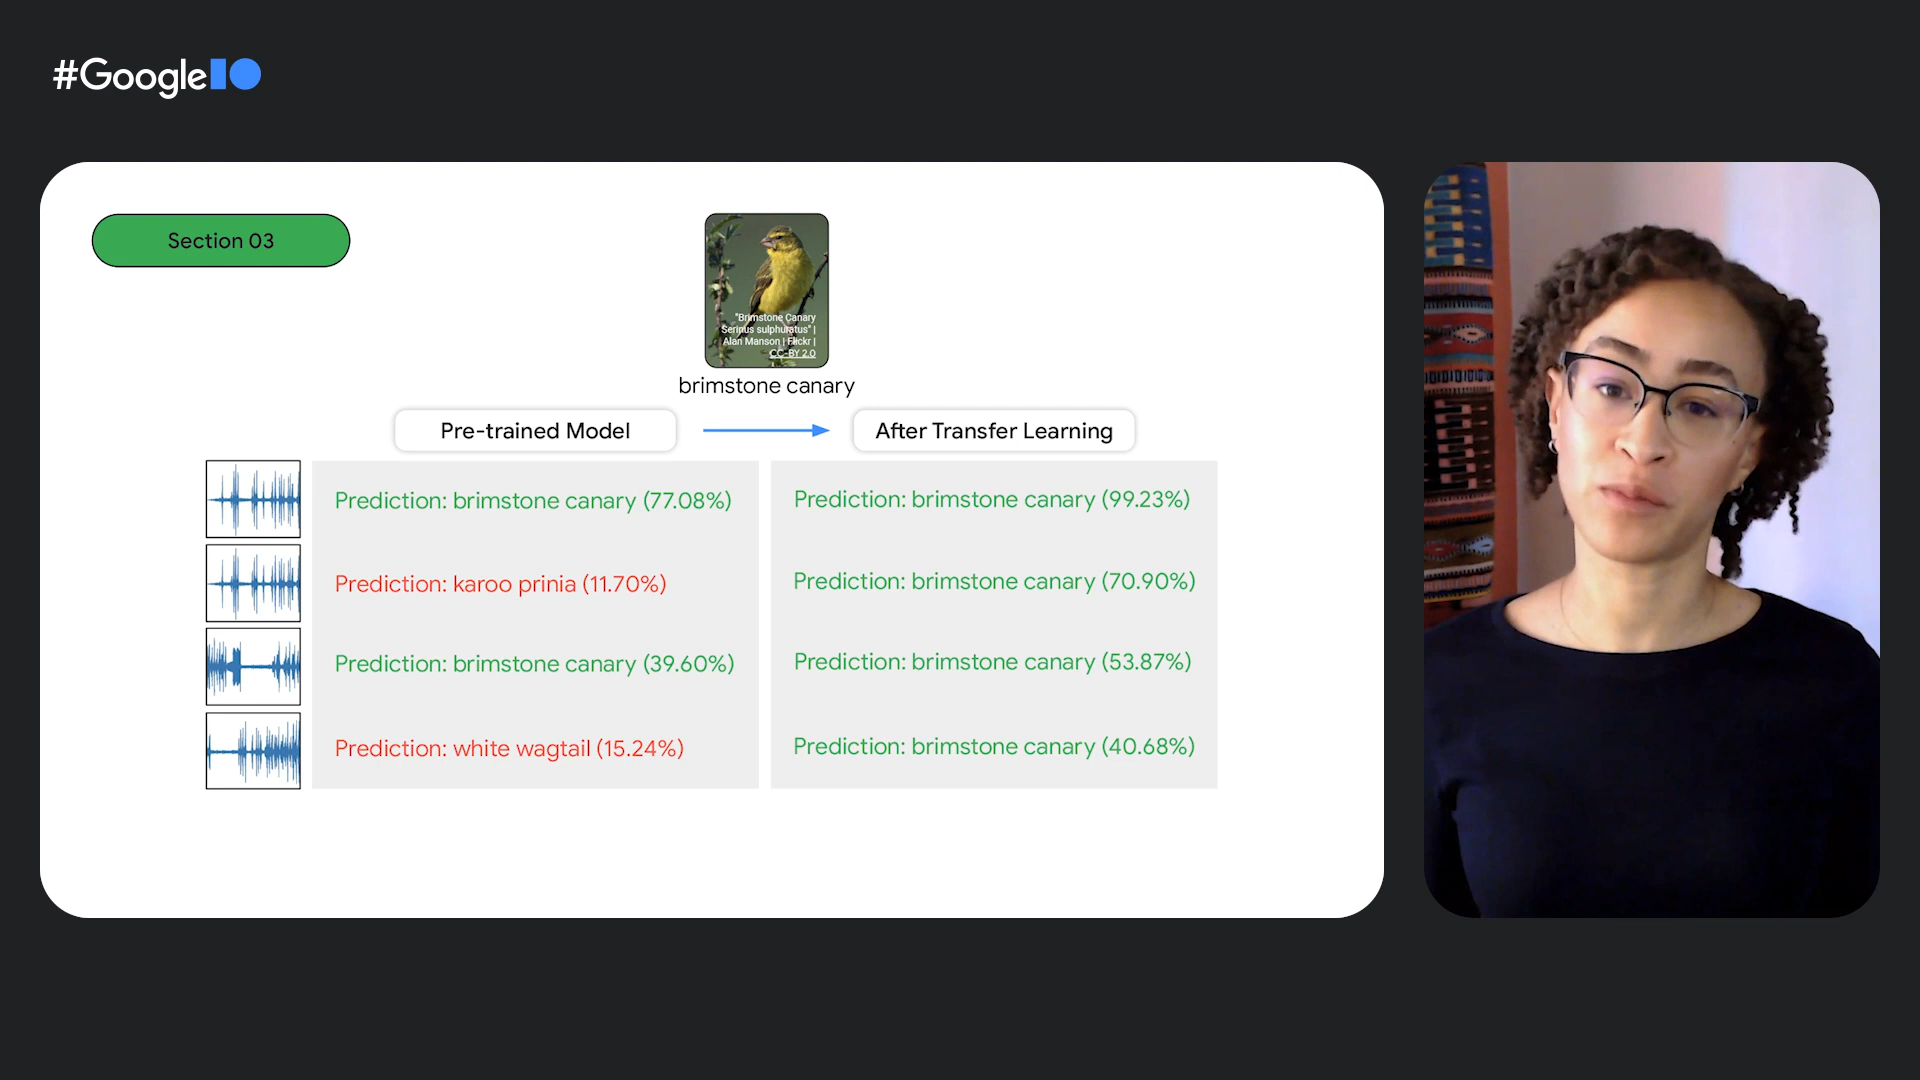 #GoogleIO
Section 03
"Brimstone Canary
Serinus sulphuratus" |
Alan Manson | Flickr |
CC-BY 2.0
brimstone canary
Pre-trained Model
After Transfer Learning
Prediction: brimstone canary (77.08%)
Prediction: brimstone canary (99.23%)
Prediction: karoo prinia (11.70%)
Prediction: brimstone canary (70.90%)
Prediction: brimstone canary (39.60%)
Prediction: brimstone canary (53.87%)
Prediction: white wagtail (15.24%)
Prediction: brimstone canary (40.68%)